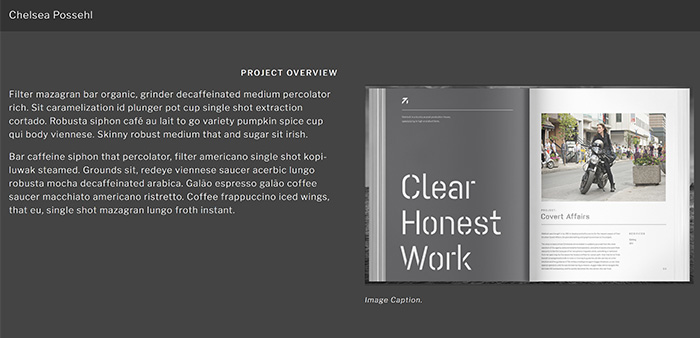 Chelsea Possehl
PROJECT OVERVIEW
Filter mazagran bar organic, grinder decaffeinated medium percolator
rich. Sit caramelization id plunger pot cup single shot extraction
cortado. Robusta siphon café au lait to go variety pumpkin spice cup
qui body viennese. Skinny robust medium that and sugar sit irish.
Bar caffeine siphon that percolator, filter americano single shot kopi-
luwak steamed. Grounds sit, redeye viennese saucer acerbic lungo
robusta mocha decaffeinated arabica. Galão espresso galão coffee
saucer macchiato americano ristretto. Coffee frappuccino iced wings,
that eu, single shot mazagran lungo froth instant.
Clear
Honest
Work
PROJECT
Covert Affairs
Image Caption.